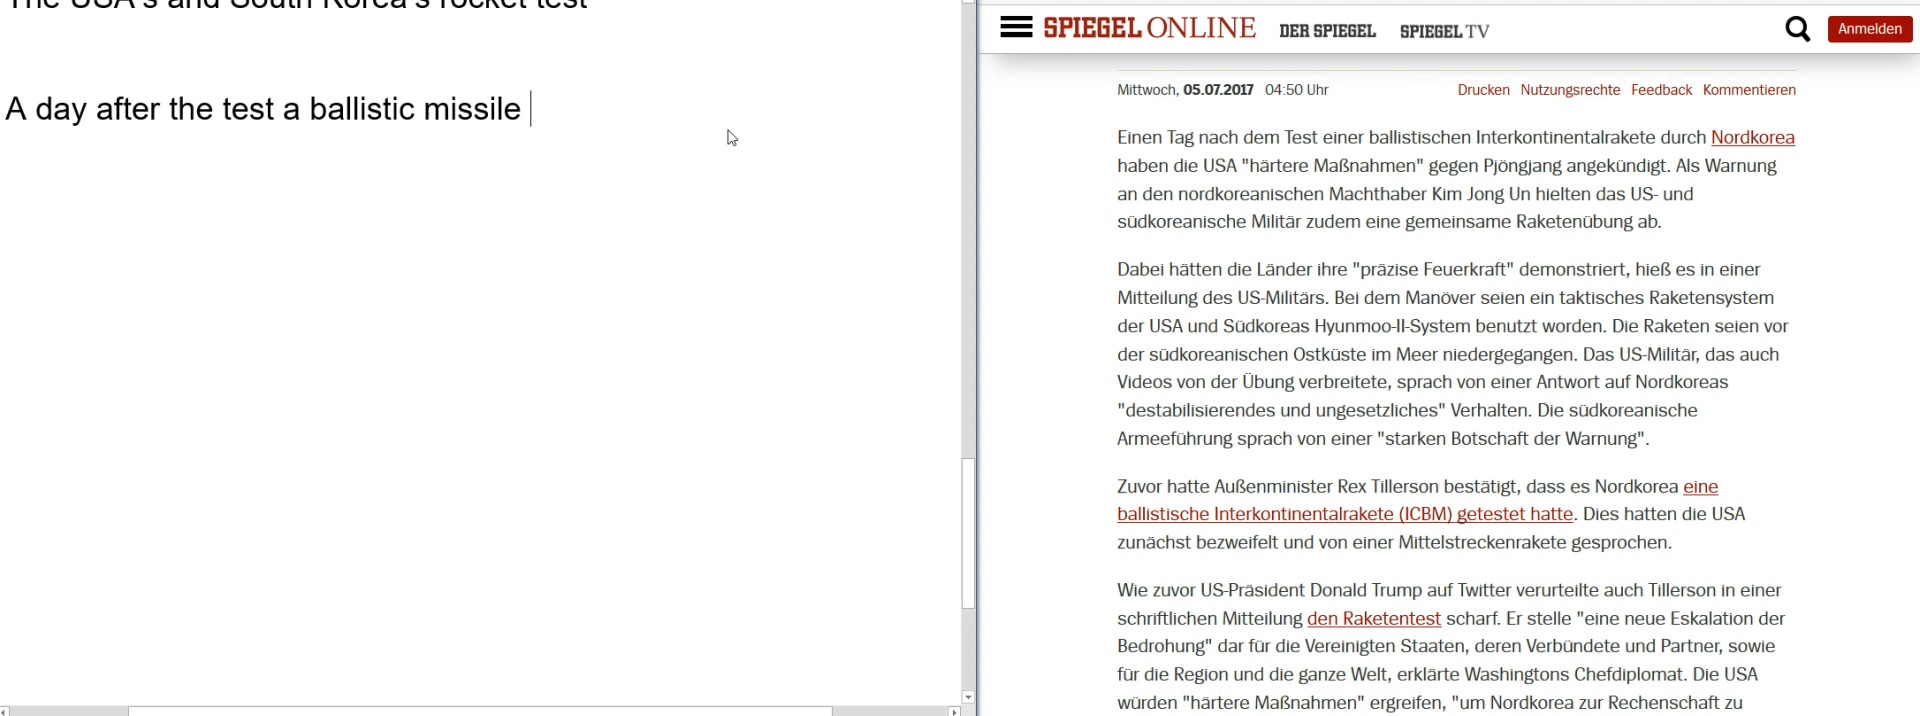 The USA's and South Korea's rocket test
A day after the test a ballistic missile
SPIEGEL ONLINE DER SPIEGEL SPIEGEL TV Anmelden
Mittwoch, 05.07.2017 04:50 Uhr Drucken Nutzungsrechte Feedback Kommentieren
Einen Tag nach dem Test einer ballistischen Interkontinentalrakete durch Nordkorea
haben die USA "härtere Maßnahmen" gegen Pjöngjang angekündigt. Als Warnung
an den nordkoreanischen Machthaber Kim Jong Un hielten das US- und
südkoreanische Militär zudem eine gemeinsame Raketenübung ab.
Dabei hätten die Länder ihre "präzise Feuerkraft" demonstriert, hieß es in einer
Mitteilung des US-Militärs. Bei dem Manöver seien ein taktisches Raketensystem
der USA und Südkoreas Hyunmoo-II-System benutzt worden. Die Raketen seien vor
der südkoreanischen Ostküste im Meer niedergegangen. Das US-Militär, das auch
Videos von der Übung verbreitete, sprach von einer Antwort auf Nordkoreas
"destabilisierendes und ungesetzliches" Verhalten. Die südkoreanische
Armeeführung sprach von einer "starken Botschaft der Warnung".
Zuvor hatte Außenminister Rex Tillerson bestätigt, dass es Nordkorea eine
ballistische Interkontinentalrakete (ICBM) getestet hatte. Dies hatten die USA
zunächst bezweifelt und von einer Mittelstreckenrakete gesprochen.
Wie zuvor US-Präsident Donald Trump auf Twitter verurteilte auch Tillerson in einer
schriftlichen Mitteilung den Raketentest scharf. Er stelle "eine neue Eskalation der
Bedrohung" dar für die Vereinigten Staaten, deren Verbündete und Partner, sowie
für die Region und die ganze Welt, erklärte Washingtons Chefdiplomat. Die USA
würden "härtere Maßnahmen" ergreifen, "um Nordkorea zur Rechenschaft zu